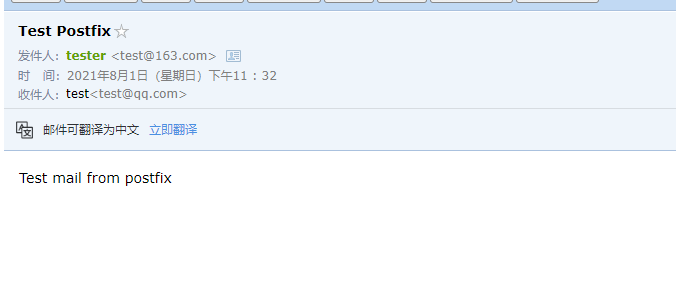 Test Postfix
发件人：tester <test@163.com>
时　间：2021年8月1日（星期日）下午11：32
收件人：test<test@qq.com>
邮件可翻译为中文 立即翻译
Test mail from postfix